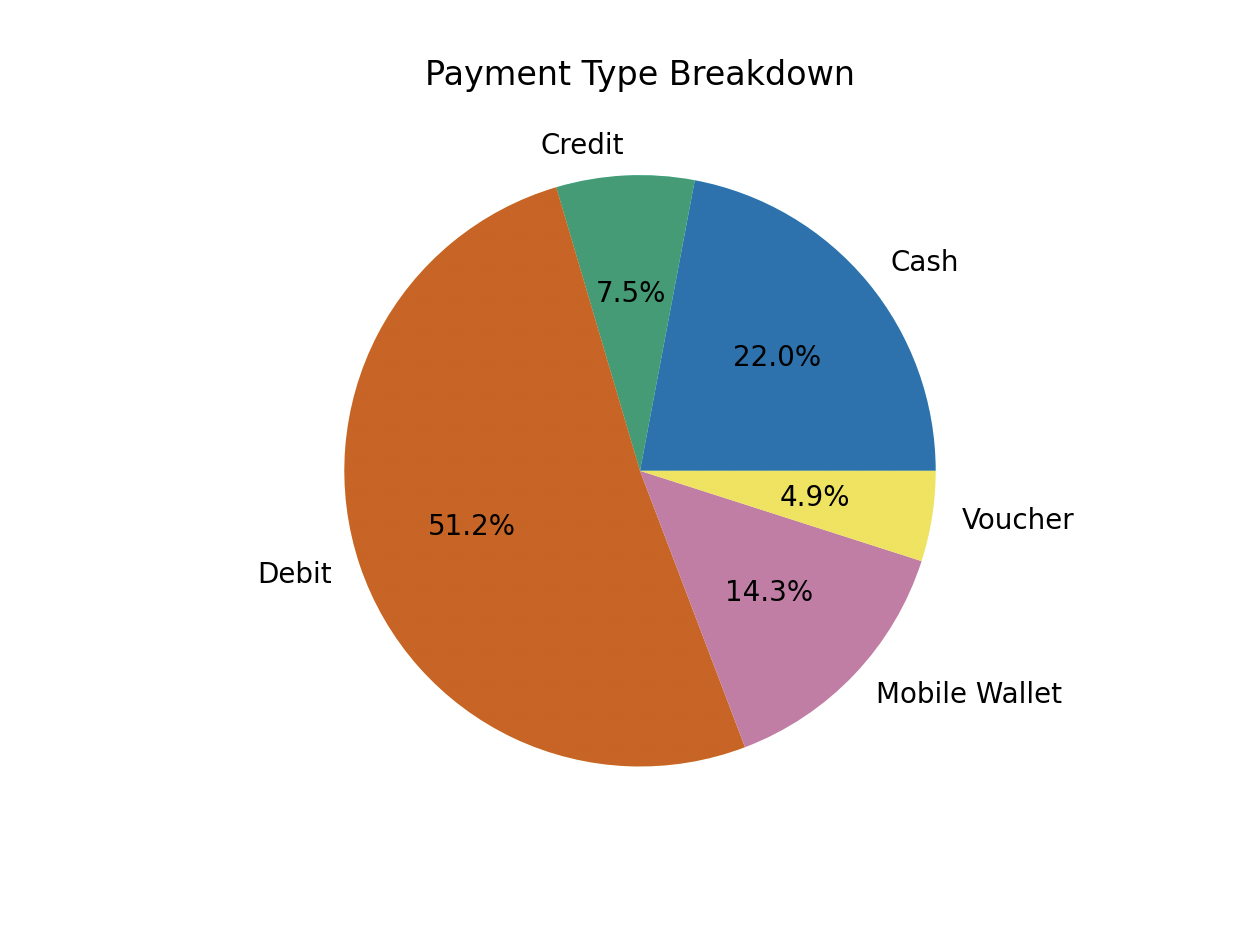 Payment Type Breakdown
Credit
Cash
7.5%
22.0%
4.9%
Voucher
51.2%
Debit
14.3%
Mobile Wallet